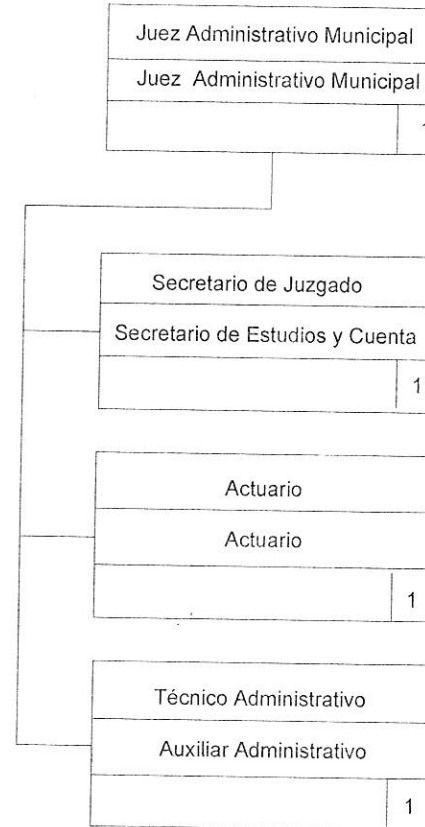 Juez Administrativo Municipal
Juez Administrativo Municipal
Secretario de Juzgado
Secretario de Estudios y Cuenta
1
Actuario
Actuario
1
Técnico Administrativo
Auxiliar Administrativo
1